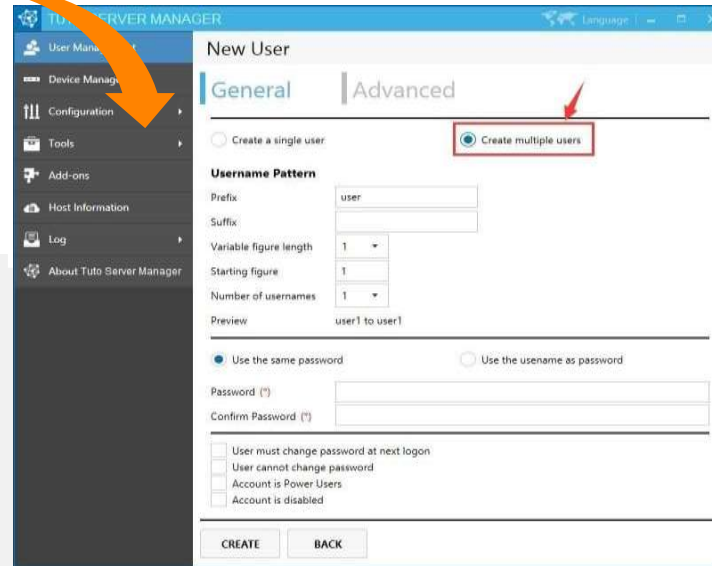 TUTO SERVER MANAGER
Language
User Management
Device Manag
Configuration
Tools
Add-ons
Host Information
Log
About Tuto Server Manager
New User
General
Advanced
Create a single user
Create multiple users
Username Pattern
Prefix
user
Suffix
Variable figure length
1
Starting figure
1
Number of usernames
1
Preview
user1 to user1
Use the same password
Use the usename as password
Password (*)
Confirm Password (*)
User must change password at next logon
User cannot change password
Account is Power Users
Account is disabled
CREATE
BACK